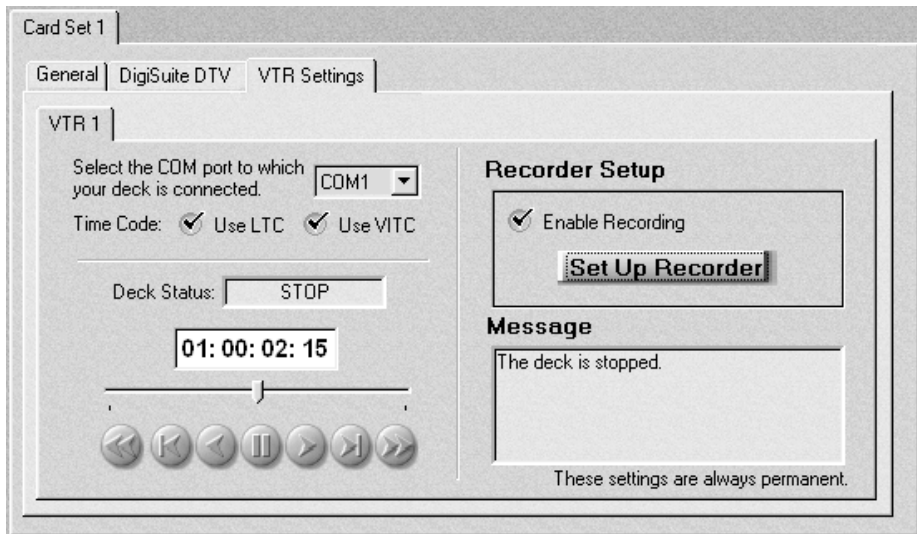 Card Set 1
General
DigiSuite DTV
VTR Settings
VTR 1
Select the COM port to which
your deck is connected.
COM1
Time Code:
Use LTC
Use VITC
Deck Status:
STOP
01: 00: 02: 15
Recorder Setup
Enable Recording
Set Up Recorder
Message
The deck is stopped.
These settings are always permanent.